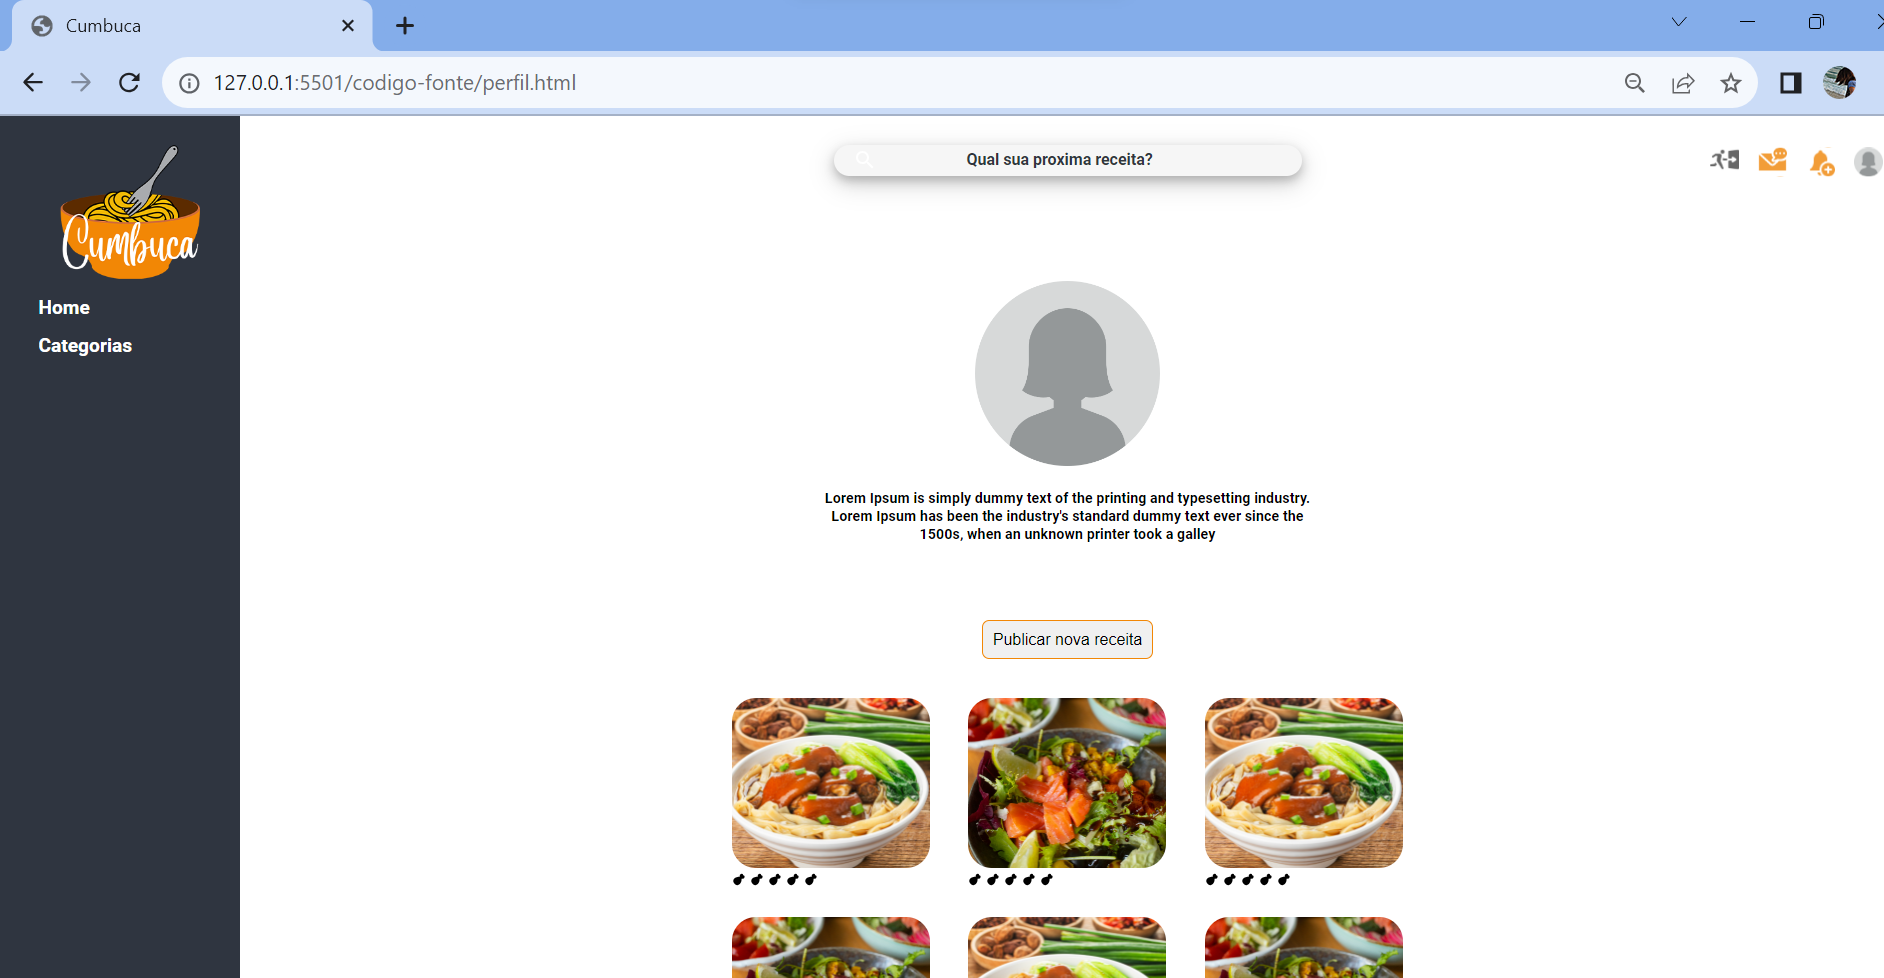 Cumbuca
127.0.0.1:5501/codigo-fonte/perfil.html
Cumbuca
Home
Categorias
Qual sua proxima receita?
Lorem Ipsum is simply dummy text of the printing and typesetting industry.
Lorem Ipsum has been the industry's standard dummy text ever since the
1500s, when an unknown printer took a galley
Publicar nova receita